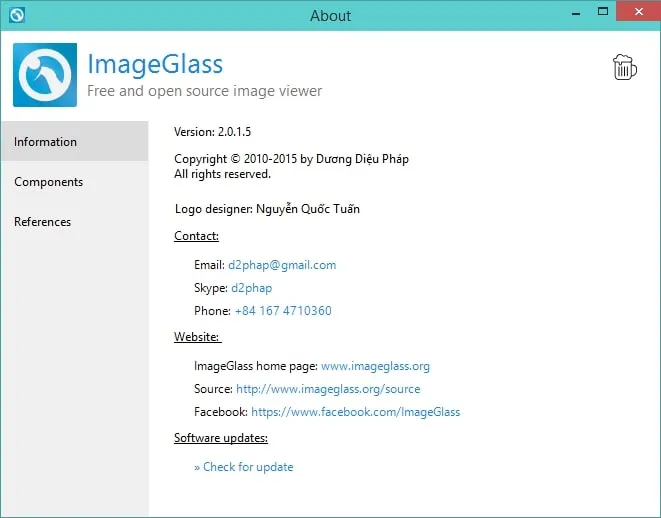 About
ImageGlass
Free and open source image viewer
Information
Components
References
Version: 2.0.1.5
Copyright © 2010-2015 by Dương Diệu Pháp
All rights reserved.
Logo designer: Nguyễn Quốc Tuấn
Contact:
Email: d2phap@gmail.com
Skype: d2phap
Phone: +84 167 4710360
Website:
ImageGlass home page: www.imageglass.org
Source: http://www.imageglass.org/source
Facebook: https://www.facebook.com/ImageGlass
Software updates:
» Check for update